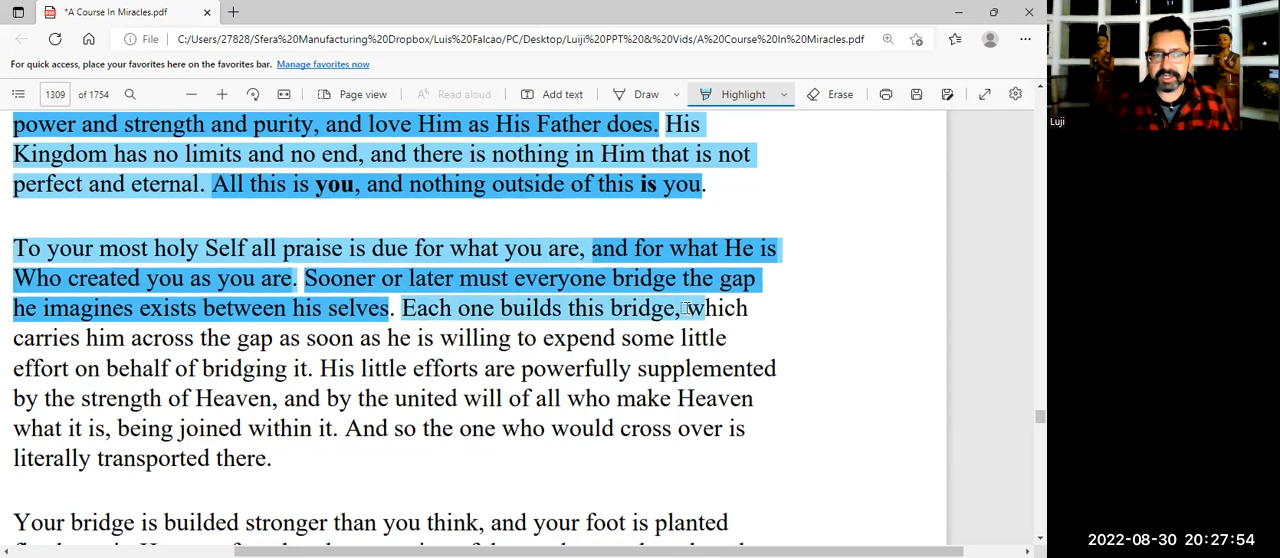 *A Course In Miracles.pdf
File
C:/Users/27828/Sfera%20Manufacturing%20Dropbox/Luis%20Falcao/PC/Desktop/Luiji%20PPT%20&%20Vids/A%20Course%20In%20Miracles.pdf
For quick access, place your favorites here on the favorites bar. Manage favorites now
1309 of 1754 Page view Read aloud Add text Draw Highlight Erase
power and strength and purity, and love Him as His Father does. His
Kingdom has no limits and no end, and there is nothing in Him that is not
perfect and eternal. All this is you, and nothing outside of this is you.
To your most holy Self all praise is due for what you are, and for what He is
Who created you as you are. Sooner or later must everyone bridge the gap
he imagines exists between his selves. Each one builds this bridge, which
carries him across the gap as soon as he is willing to expend some little
effort on behalf of bridging it. His little efforts are powerfully supplemented
by the strength of Heaven, and by the united will of all who make Heaven
what it is, being joined within it. And so the one who would cross over is
literally transported there.
Your bridge is builded stronger than you think, and your foot is planted
Luji
2022-08-30 20:27:54